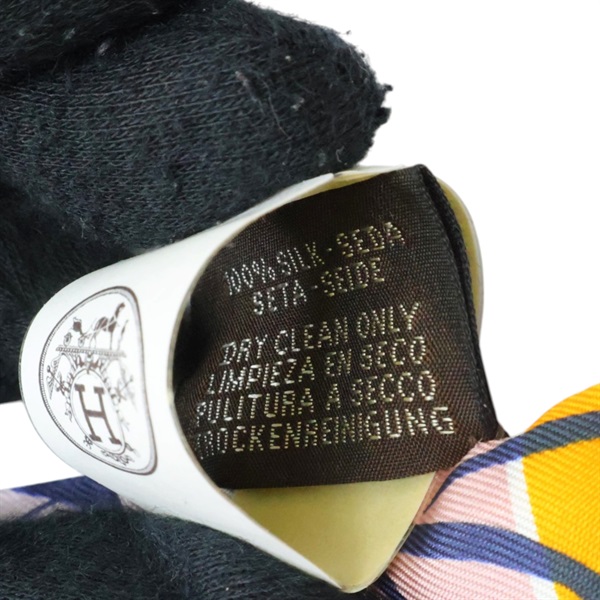 100% SILK - SEDA
SETA - SEIDE
DRY CLEAN ONLY
LIMPIEZA EN SECO
PULITURA A SECCO
TROCKENREINIGUNG
H